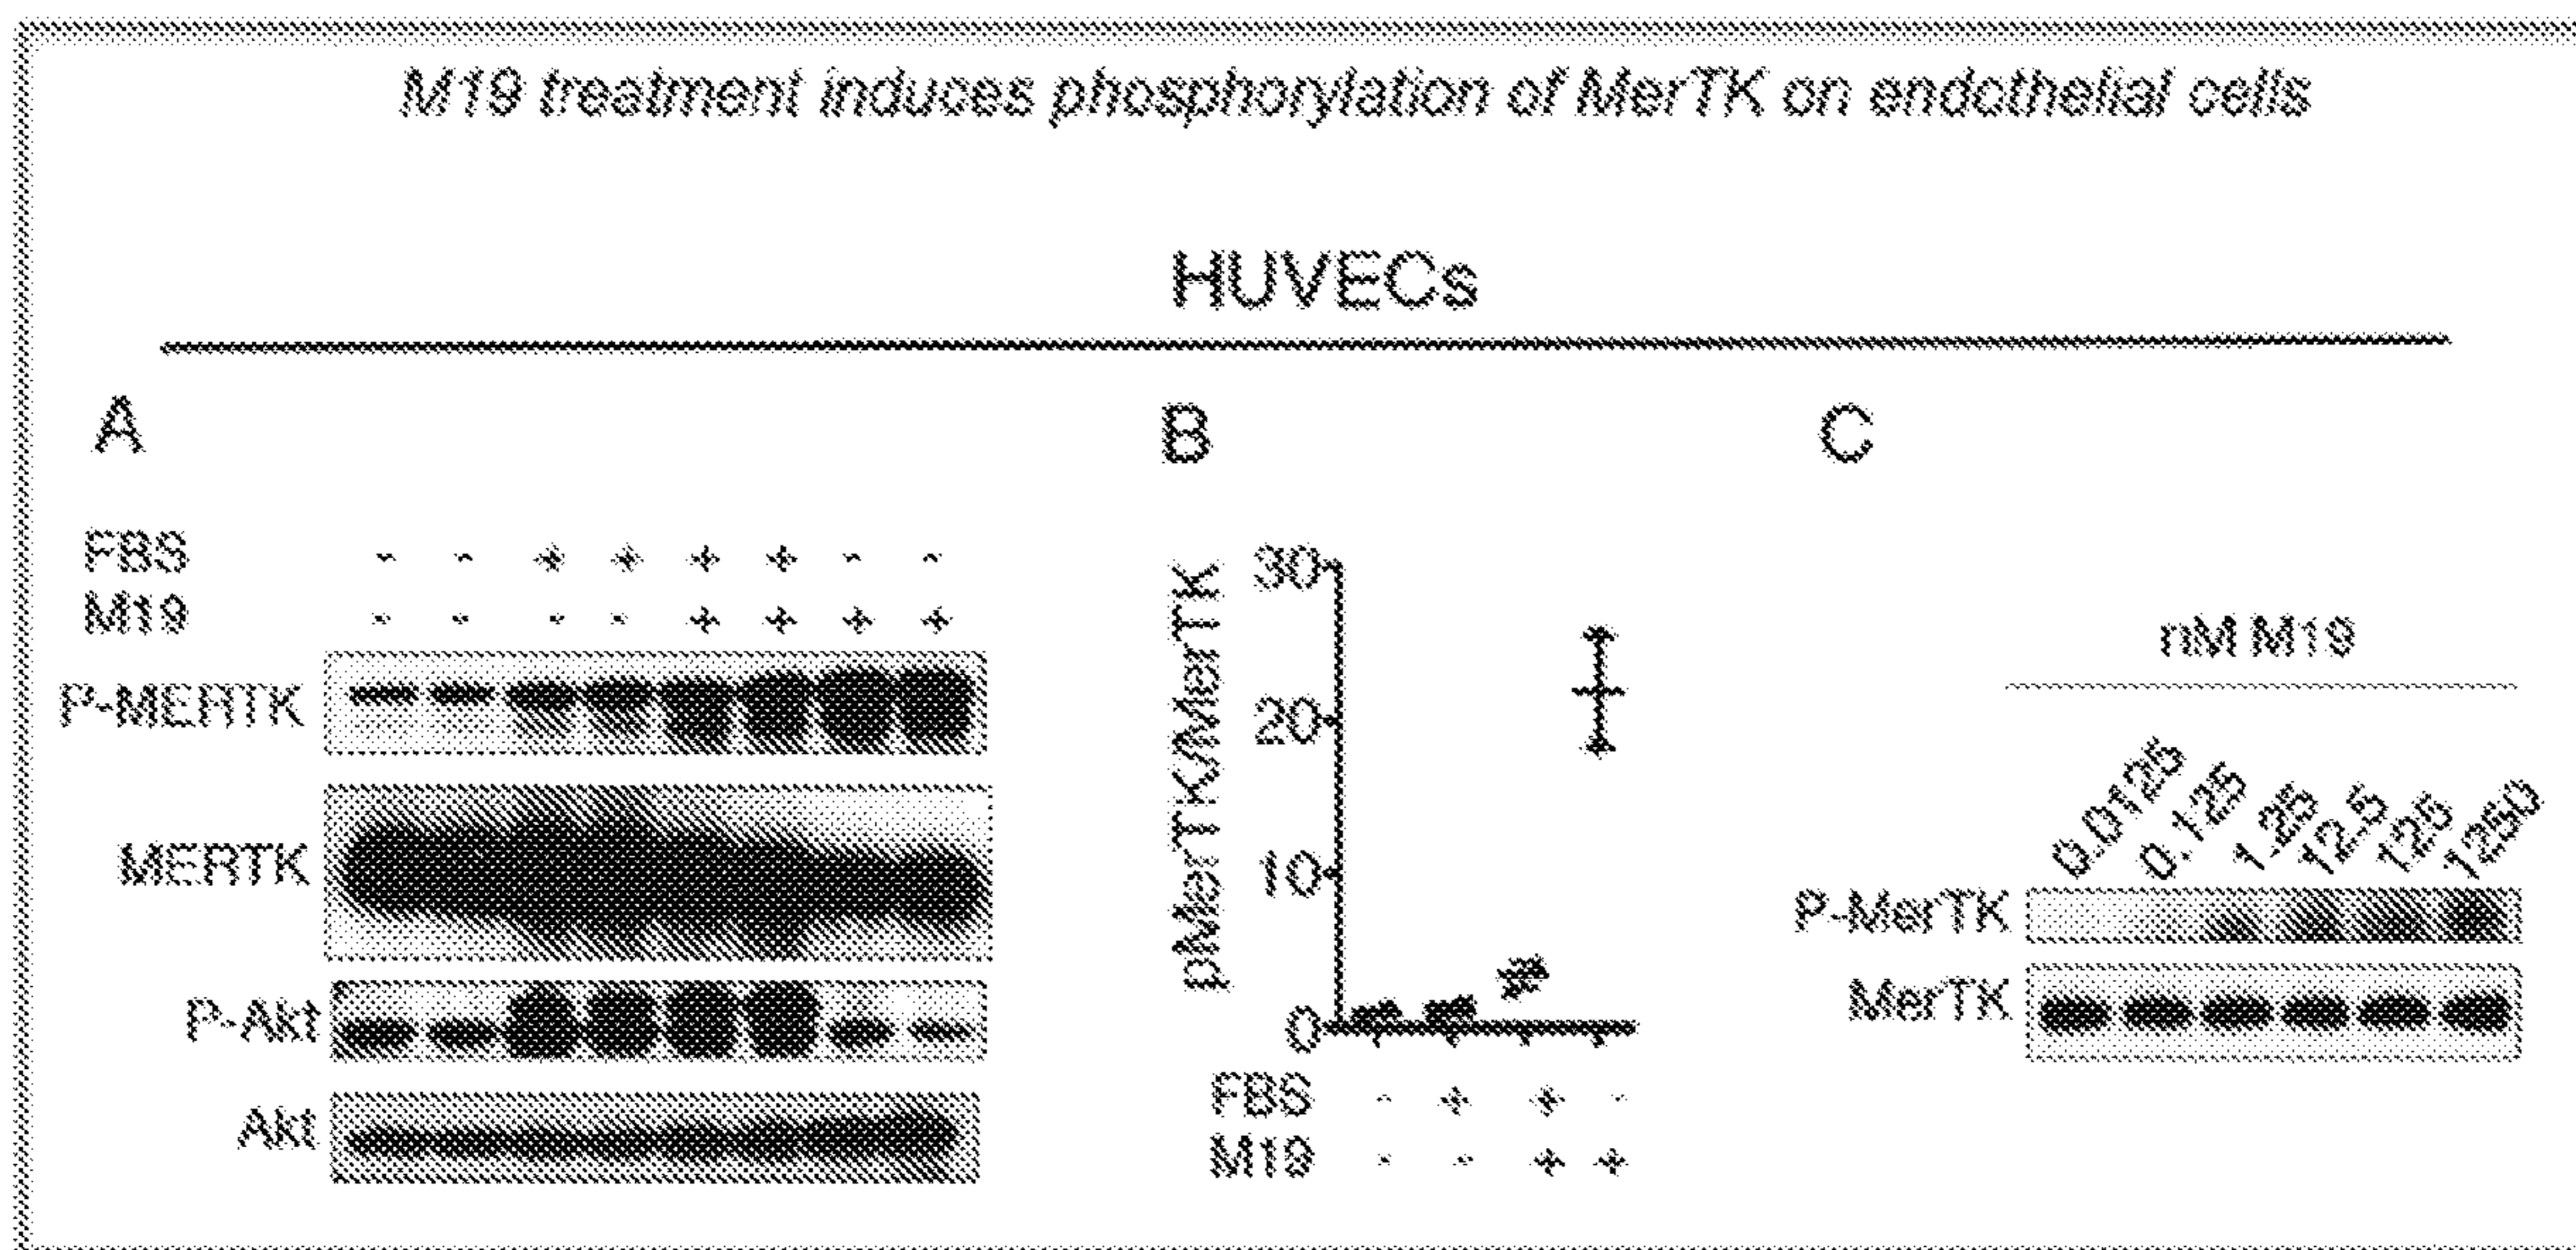 M19 treatment induces phosphorylation of MerTK on endothelial cells
HUVECs
A
FBS - - + + + + - -
M19 - - - - + + + +
P-MERTK
MERTK
P-Akt
Akt
B
pMerTK/MerTK
30
20
10
0
FBS - + + -
M19 - - + +
C
nM M19
0.0125 0.125 1.25 12.5 125 1250
P-MerTK
MerTK